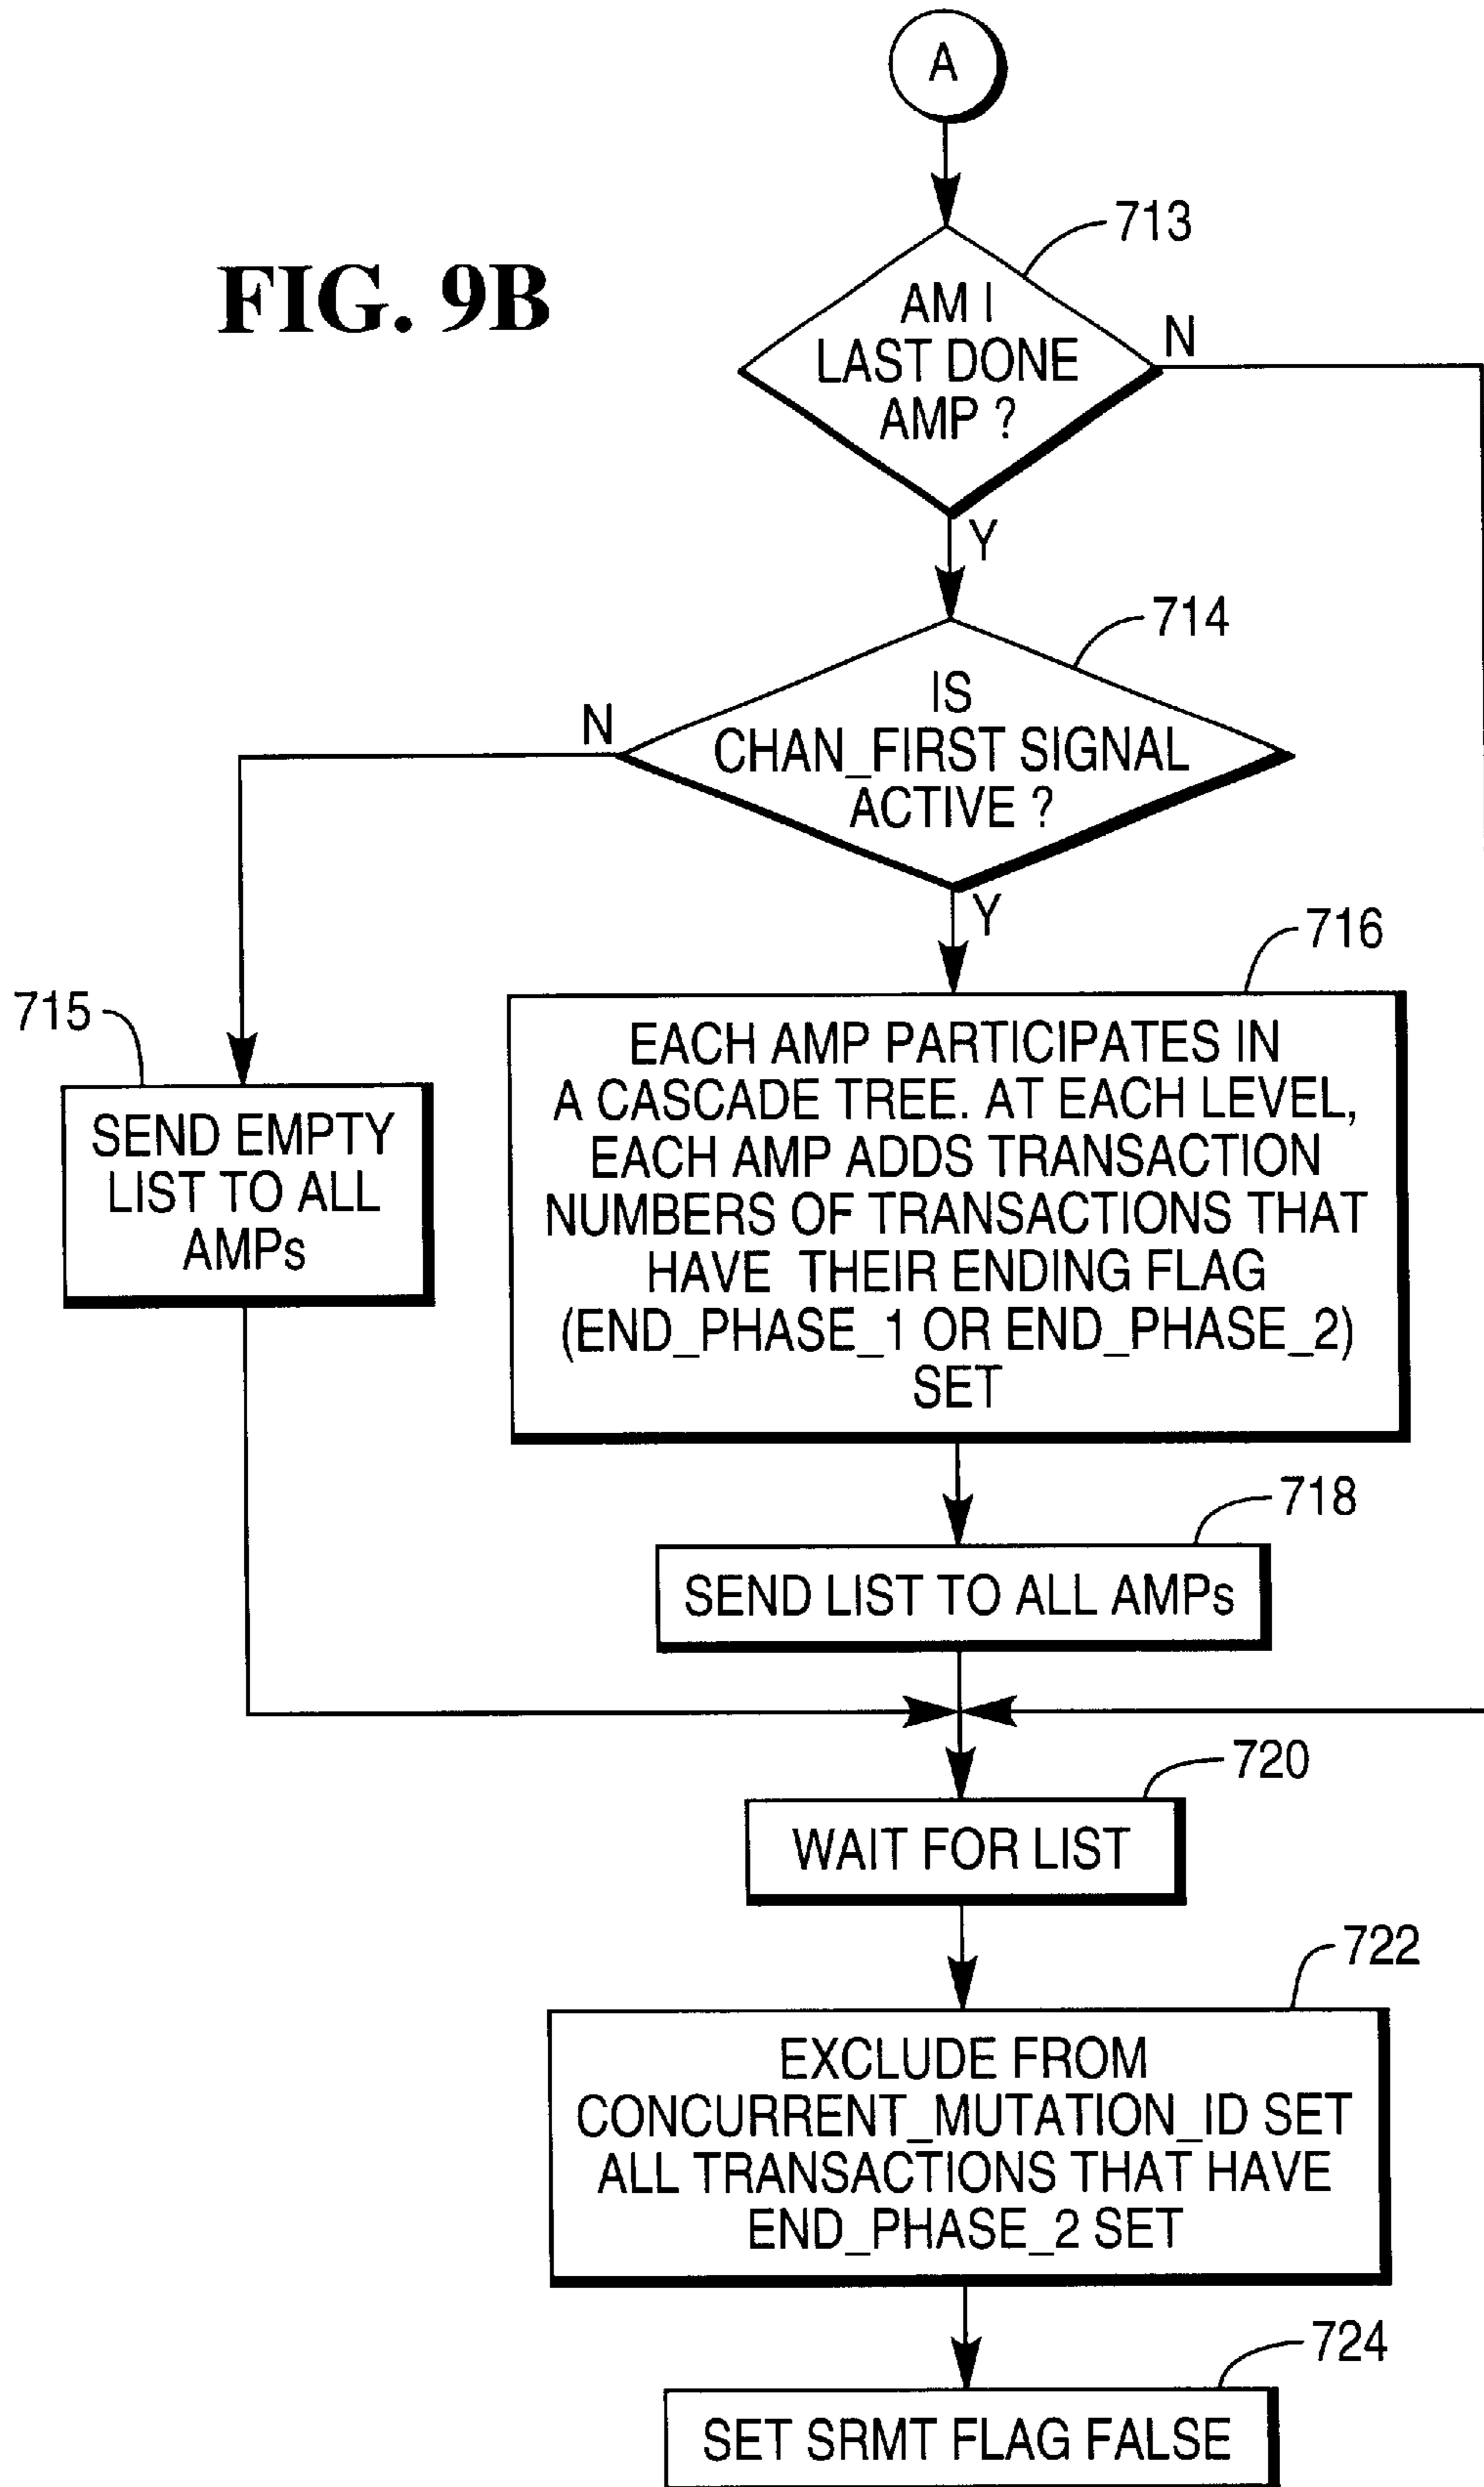 A
713
FIG. 9B
AM I
LAST DONE
AMP ?
N
Y
714
IS
CHAN_FIRST SIGNAL
ACTIVE ?
N
Y
716
715
EACH AMP PARTICIPATES IN
A CASCADE TREE. AT EACH LEVEL,
EACH AMP ADDS TRANSACTION
NUMBERS OF TRANSACTIONS THAT
HAVE THEIR ENDING FLAG
(END_PHASE_1 OR END_PHASE_2)
SET
SEND EMPTY
LIST TO ALL
AMPs
718
SEND LIST TO ALL AMPs
720
WAIT FOR LIST
722
EXCLUDE FROM
CONCURRENT_MUTATION_ID SET
ALL TRANSACTIONS THAT HAVE
END_PHASE_2 SET
724
SET SRMT FLAG FALSE